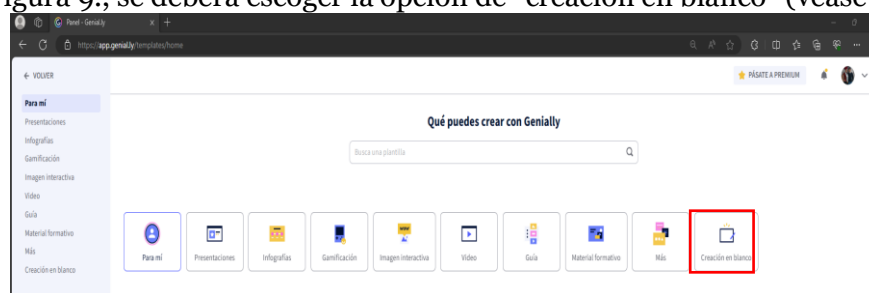 igura 9., se deberá escoger la opción de "creación en blanco" (véase
Panel - Genial.ly
https://app.genial.ly/templates/home
← VOLVER
PÁSATE A PREMIUM
Para mí
Presentaciones
Infografías
Gamificación
Imagen interactiva
Video
Guía
Material formativo
Más
Creación en blanco
Qué puedes crear con Genially
Busca una plantilla
Para mí
Presentaciones
Infografías
Gamificación
Imagen interactiva
Video
Guía
Material formativo
Más
Creación en blanco